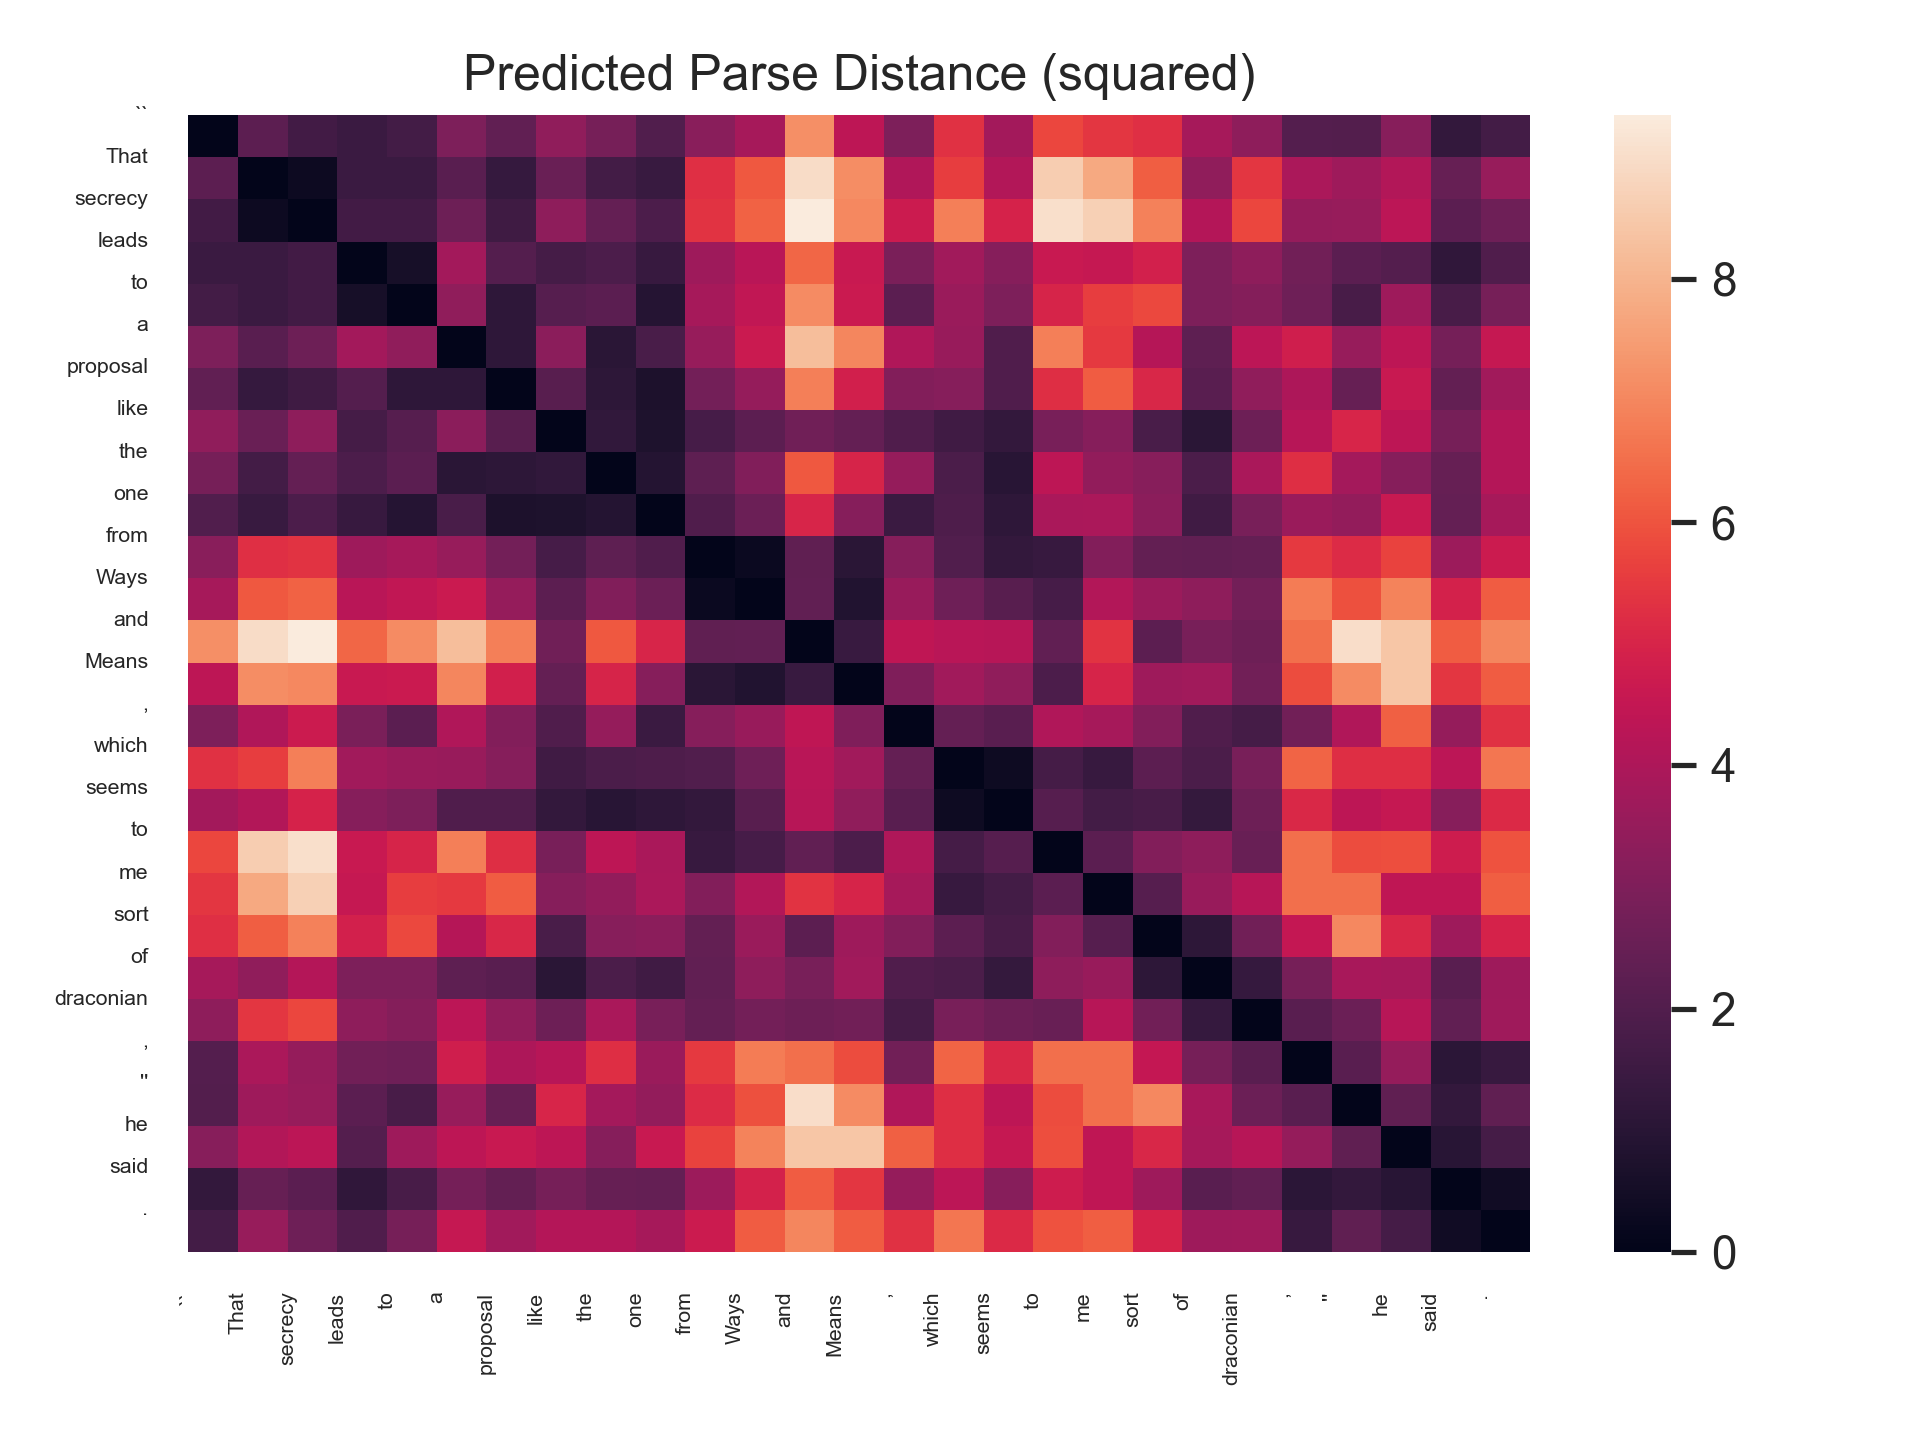 Predicted Parse Distance (squared)
``
That
secrecy
leads
to
a
proposal
like
the
one
from
Ways
and
Means
,
which
seems
to
me
sort
of
draconian
,
"
he
said
.
`` That secrecy leads to a proposal like the one from Ways and Means , which seems to me sort of draconian , " he said .
8
6
4
2
0